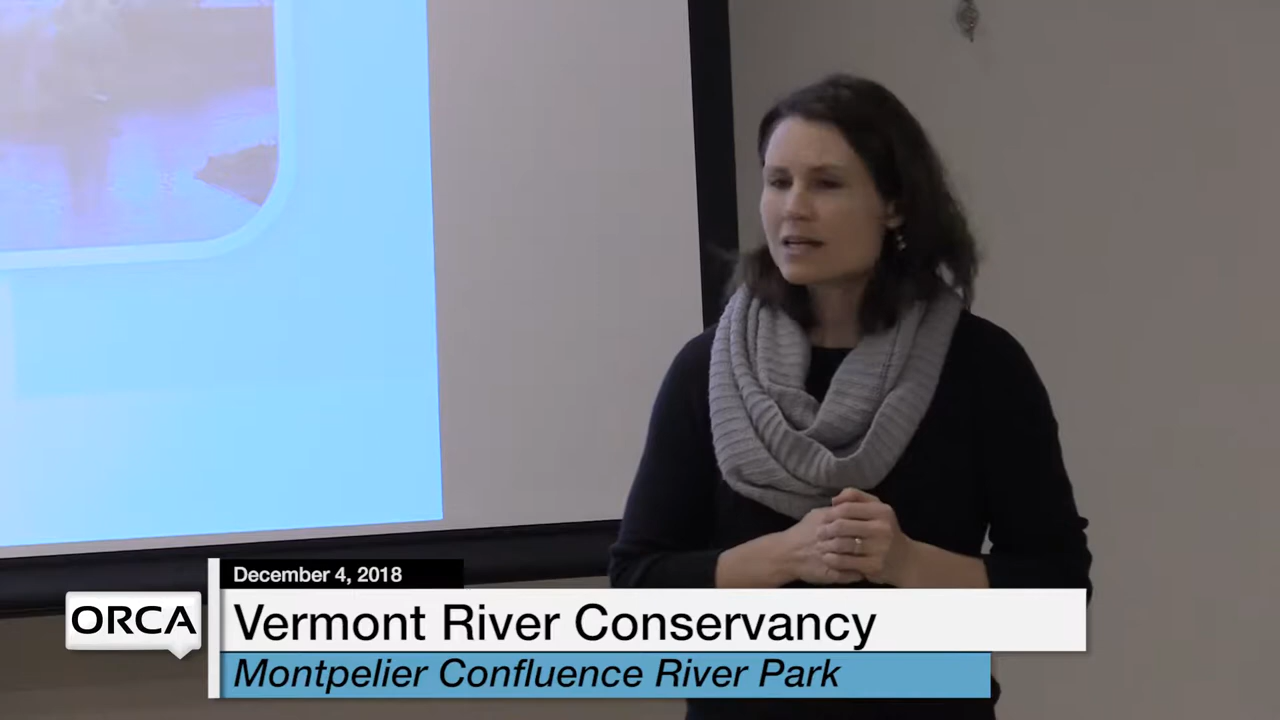 December 4, 2018
ORCA
Vermont River Conservancy
Montpelier Confluence River Park